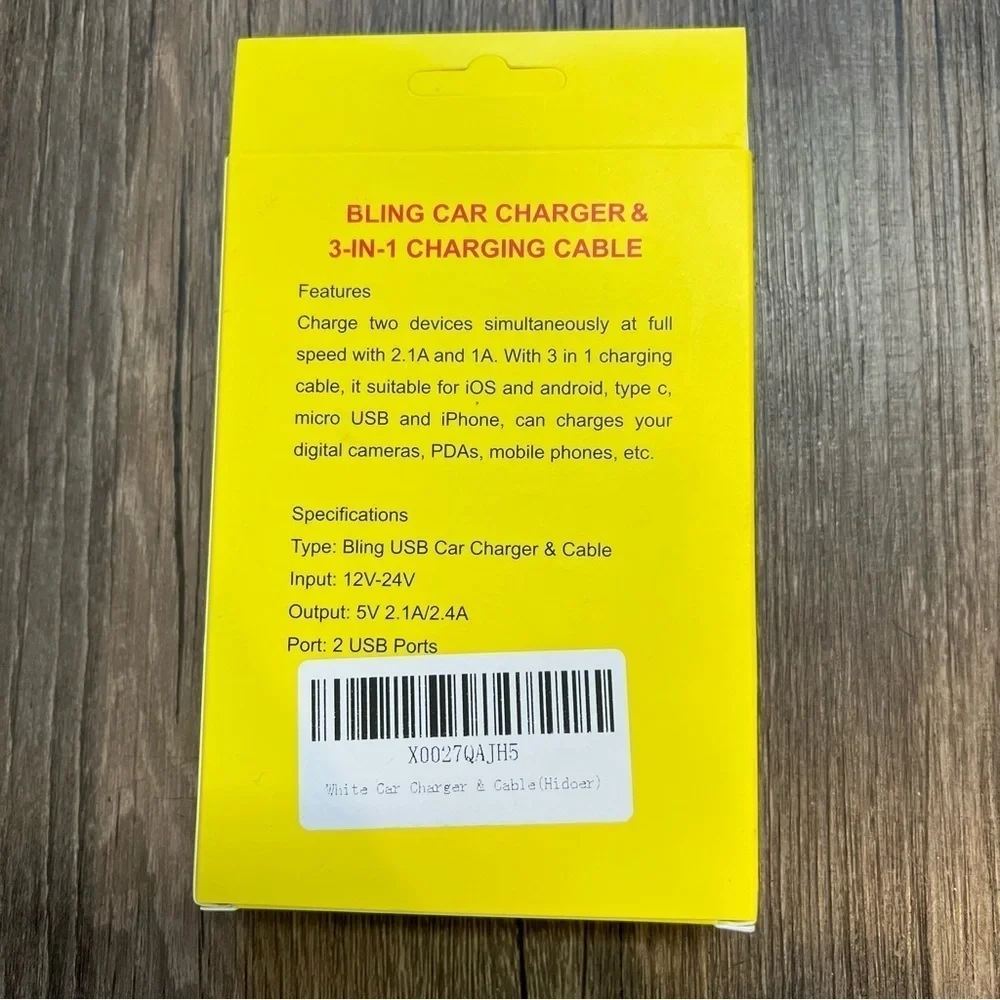 BLING CAR CHARGER &
3-IN-1 CHARGING CABLE
Features
Charge two devices simultaneously at full
speed with 2.1A and 1A. With 3 in 1 charging
cable, it suitable for iOS and android, type c,
micro USB and iPhone, can charges your
digital cameras, PDAs, mobile phones, etc.
Specifications
Type: Bling USB Car Charger & Cable
Input: 12V-24V
Output: 5V 2.1A/2.4A
Port: 2 USB Ports
X0027QAJH5
White Car Charger & Cable(Hidoer)